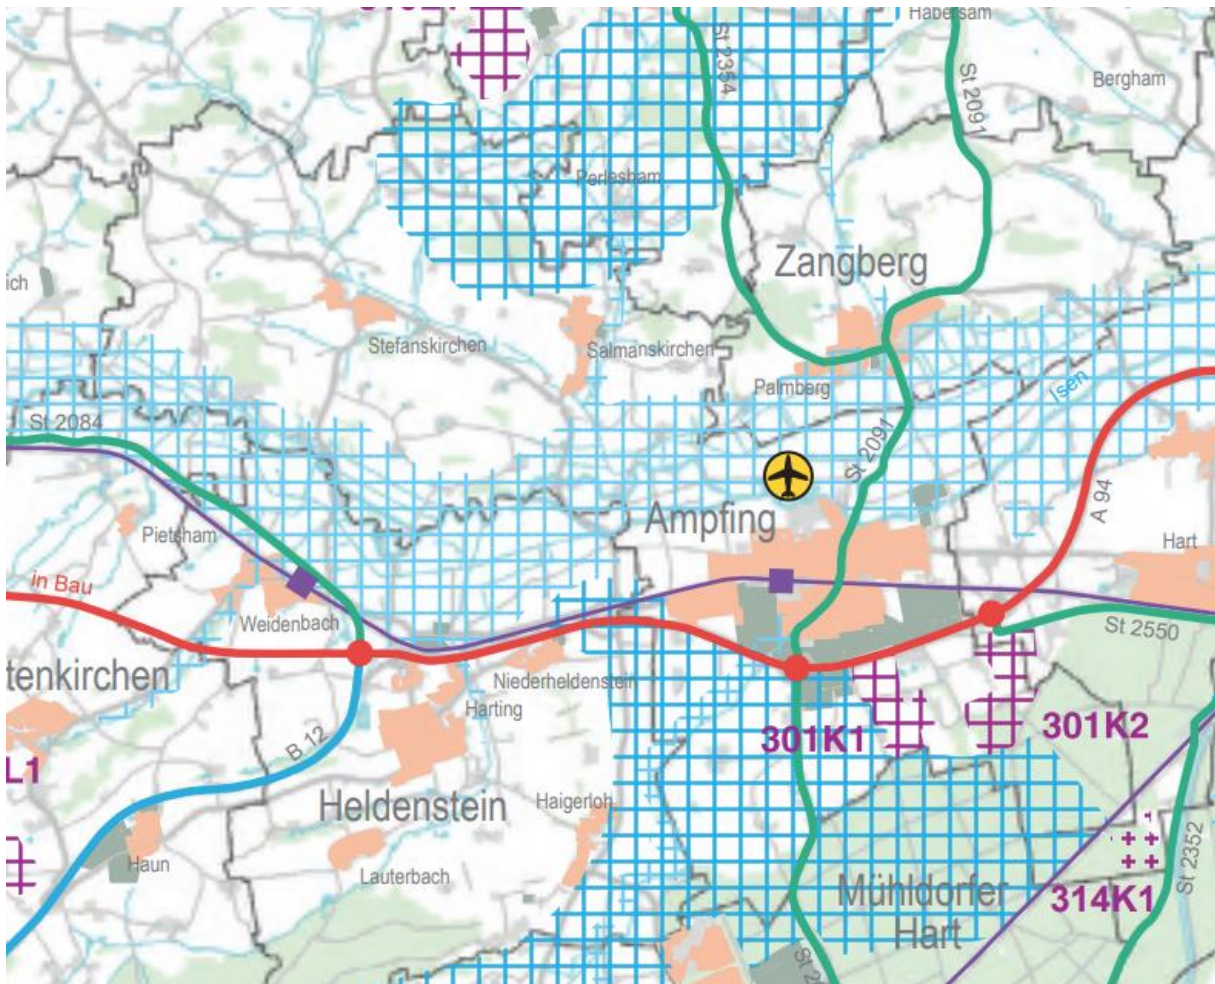 Habersam
St 2354
St 2091
Bergham
Perlesham
Zangberg
ich
Stefanskirchen
Salmanskirchen
Palmberg
Isen
St 2084
St 2091
A 94
Ampfing
Pietsham
Hart
in Bau
Weidenbach
St 2550
tenkirchen
Niederheldenstein
Harting
301K1
301K2
B 12
L1
Heldenstein
Haigerloh
Haun
Lauterbach
St 2352
Mühldorfer
Hart
314K1